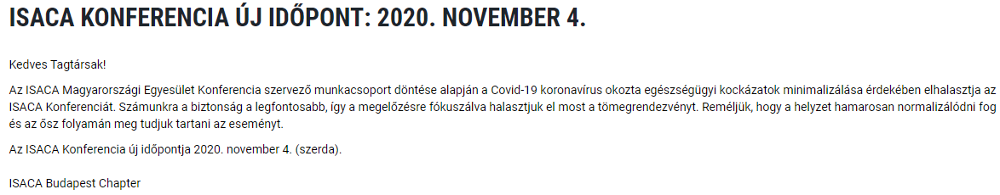 ISACA KONFERENCIA ÚJ IDŐPONT: 2020. NOVEMBER 4.
Kedves Tagtársak!
Az ISACA Magyarországi Egyesület Konferencia szervező munkacsoport döntése alapján a Covid-19 koronavírus okozta egészségügyi kockázatok minimalizálása érdekében elhalasztja az
ISACA Konferenciát. Számunkra a biztonság a legfontosabb, így a megelőzésre fókuszálva halasztjuk el most a tömegrendezvényt. Reméljük, hogy a helyzet hamarosan normalizálódni fog
és az ősz folyamán meg tudjuk tartani az eseményt.
Az ISACA Konferencia új időpontja 2020. november 4. (szerda).
ISACA Budapest Chapter